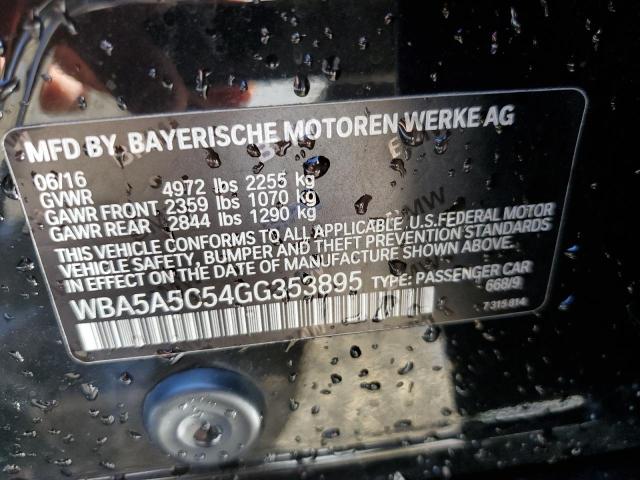 MFD BY. BAYERISCHE MOTOREN WERKE AG
06/16
GVWR 4972 lbs 2255 kg
GAWR FRONT 2359 lbs 1070 kg
GAWR REAR 2844 lbs 1290 kg
THIS VEHICLE CONFORMS TO ALL APPLICABLE U.S.FEDERAL MOTOR
VEHICLE SAFETY, BUMPER AND THEFT PREVENTION STANDARDS
IN EFFECT ON THE DATE OF MANUFACTURE SHOWN ABOVE.
WBA5A5C54GG353895 TYPE: PASSENGER CAR
668/9
7 315 814